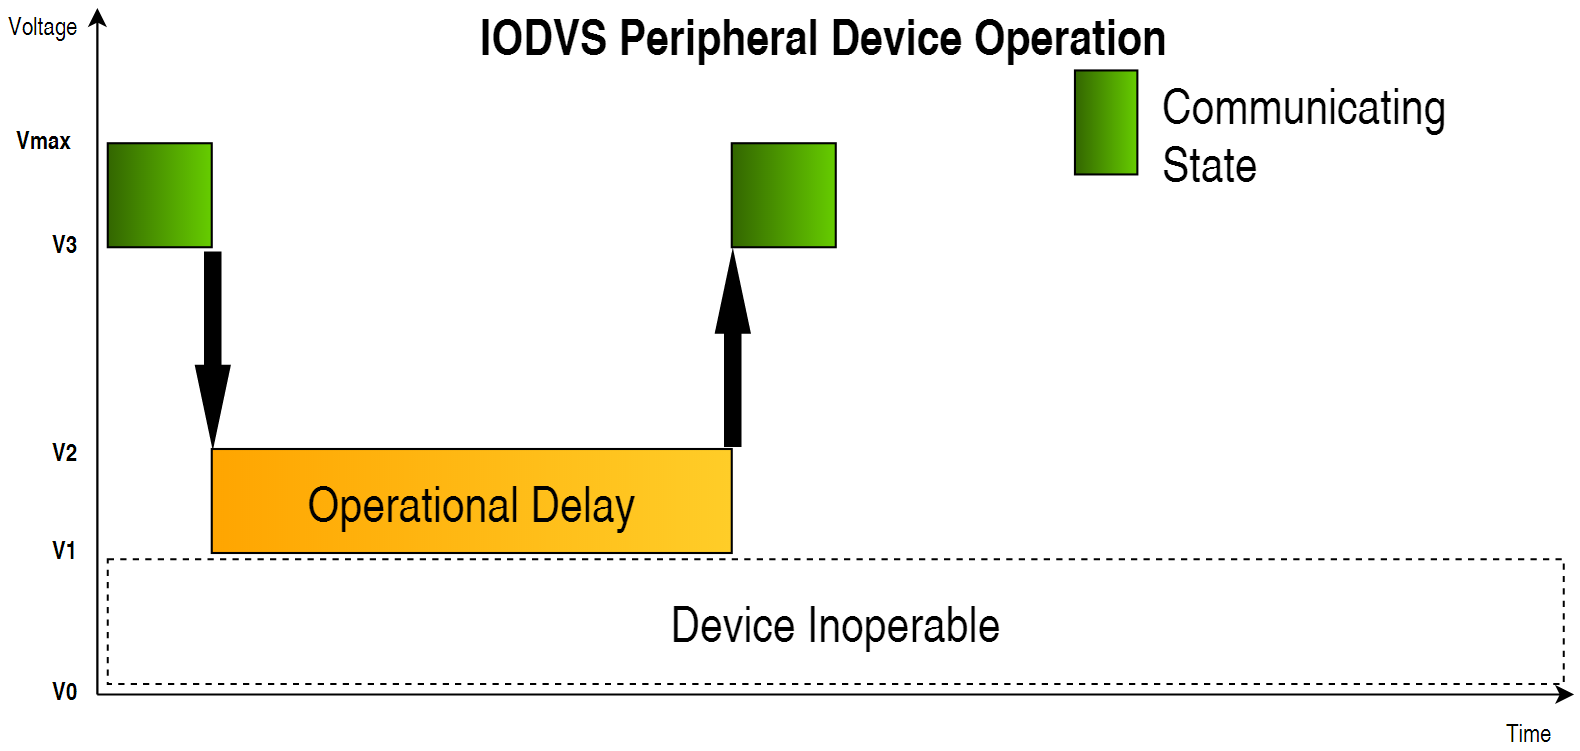 Voltage
IODVS Peripheral Device Operation
Communicating
State
Vmax
V3
V2
Operational Delay
V1
Device Inoperable
V0
Time